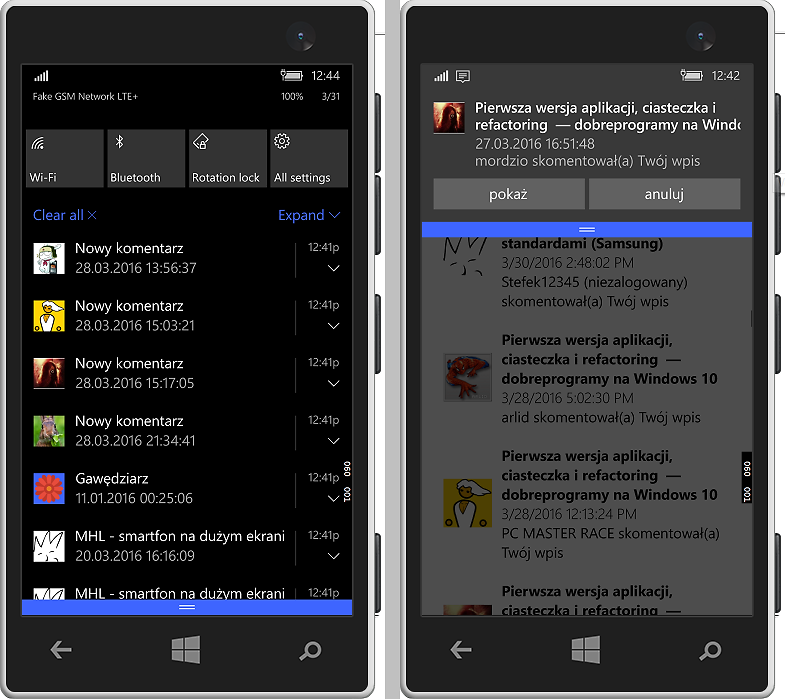 12:44
Fake GSM Network LTE+ 100% 3/31
Wi-Fi Bluetooth Rotation lock All settings
Clear all Expand
Nowy komentarz 12:41p
28.03.2016 13:56:37
Nowy komentarz 12:41p
28.03.2016 15:03:21
Nowy komentarz 12:41p
28.03.2016 15:17:05
Nowy komentarz 12:41p
28.03.2016 21:34:41
Gawędziarz 12:41p
11.01.2016 00:25:06
060 001
MHL - smartfon na dużym ekrani 12:41p
20.03.2016 16:16:09
MHL - smartfon na dużym ekrani 12:41p
12:42
Pierwsza wersja aplikacji, ciasteczka i
refactoring — dobreprogramy na Windo
27.03.2016 16:51:48
mordzio skomentował(a) Twój wpis
pokaż anuluj
standardami (Samsung)
3/30/2016 2:48:02 PM
Stefek12345 (niezalogowany)
skomentował(a) Twój wpis
Pierwsza wersja aplikacji,
ciasteczka i refactoring —
dobreprogramy na Windows 10
3/28/2016 5:02:30 PM
arlid skomentował(a) Twój wpis
Pierwsza wersja aplikacji,
ciasteczka i refactoring —
dobreprogramy na Windows 10
3/28/2016 12:13:24 PM
PC MASTER RACE skomentował(a)
Twój wpis
060 001
Pierwsza wersja aplikacji,
ciasteczka i refactoring —